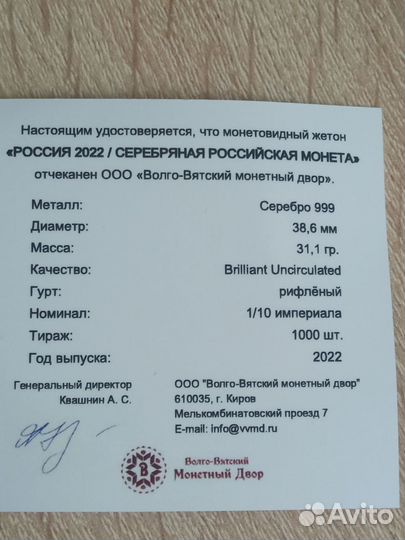 Настоящим удостоверяется, что монетовидный жетон
«РОССИЯ 2022 / СЕРЕБРЯНАЯ РОССИЙСКАЯ МОНЕТА»
отчеканен ООО «Волго-Вятский монетный двор».
Металл: Серебро 999
Диаметр: 38,6 мм
Масса: 31,1 гр.
Качество: Brilliant Uncirculated
Гурт: рифлёный
Номинал: 1/10 империала
Тираж: 1000 шт.
Год выпуска: 2022
Генеральный директор
Квашнин А. С.
ООО "Волго-Вятский монетный двор"
610035, г. Киров
Мелькомбинатовский проезд 7
E-mail: info@vvmd.ru
В
Волго-Вятский
Монетный Двор
Avito